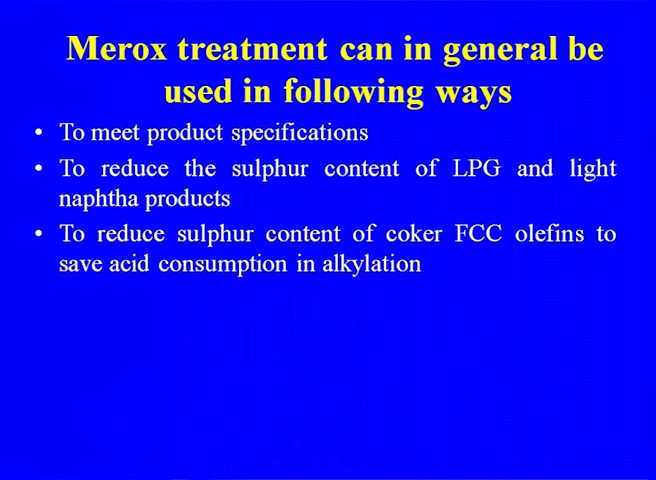 Merox treatment can in general be
used in following ways
• To meet product specifications
• To reduce the sulphur content of LPG and light
naphtha products
• To reduce sulphur content of coker FCC olefins to
save acid consumption in alkylation